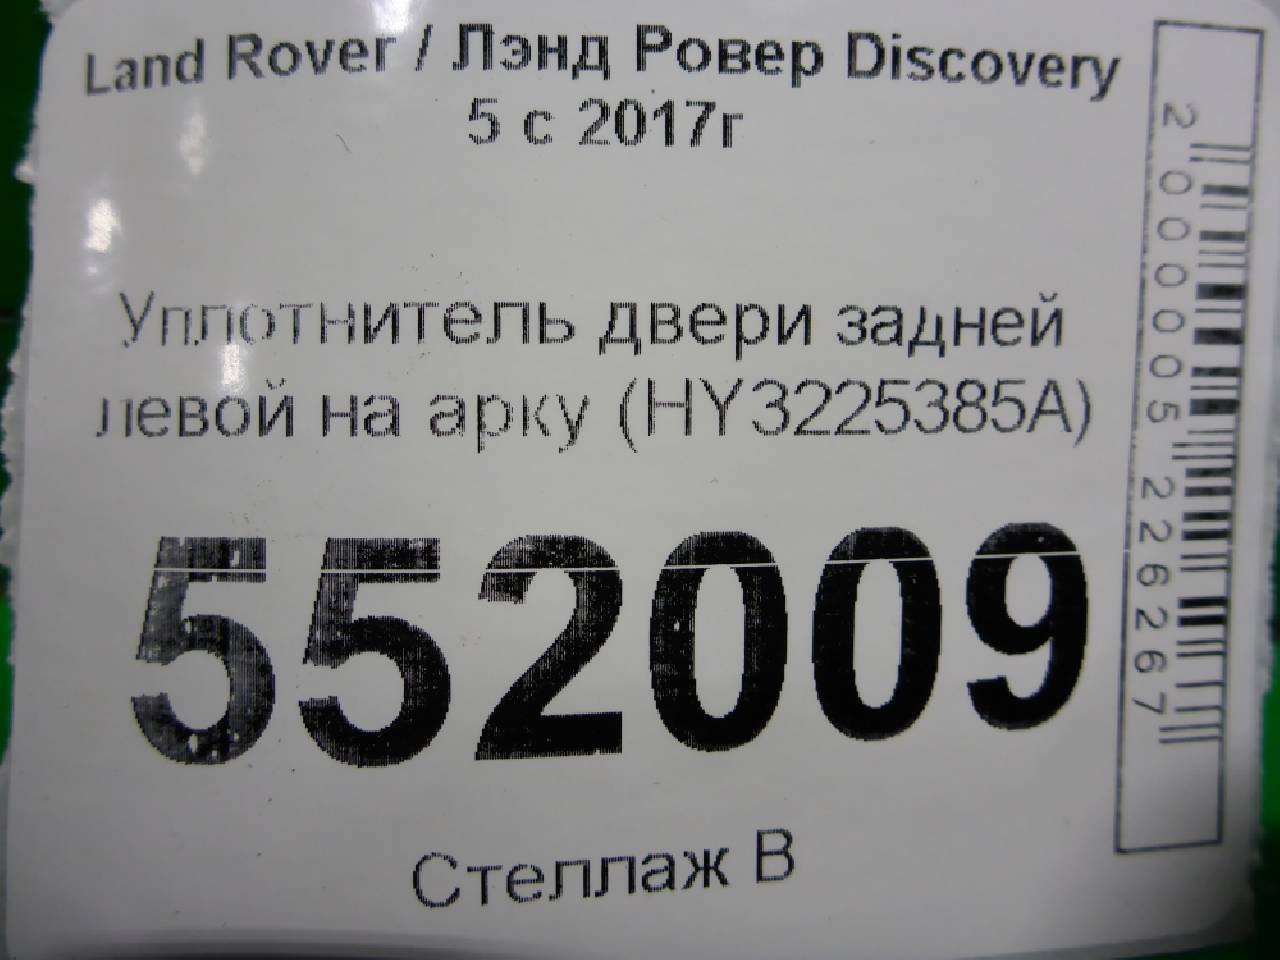 Land Rover / Лэнд Ровер Discovery
5 с 2017г
Уплотнитель двери задней
левой на арку (HY3225385A)
552009
Стеллаж В
2000005226267